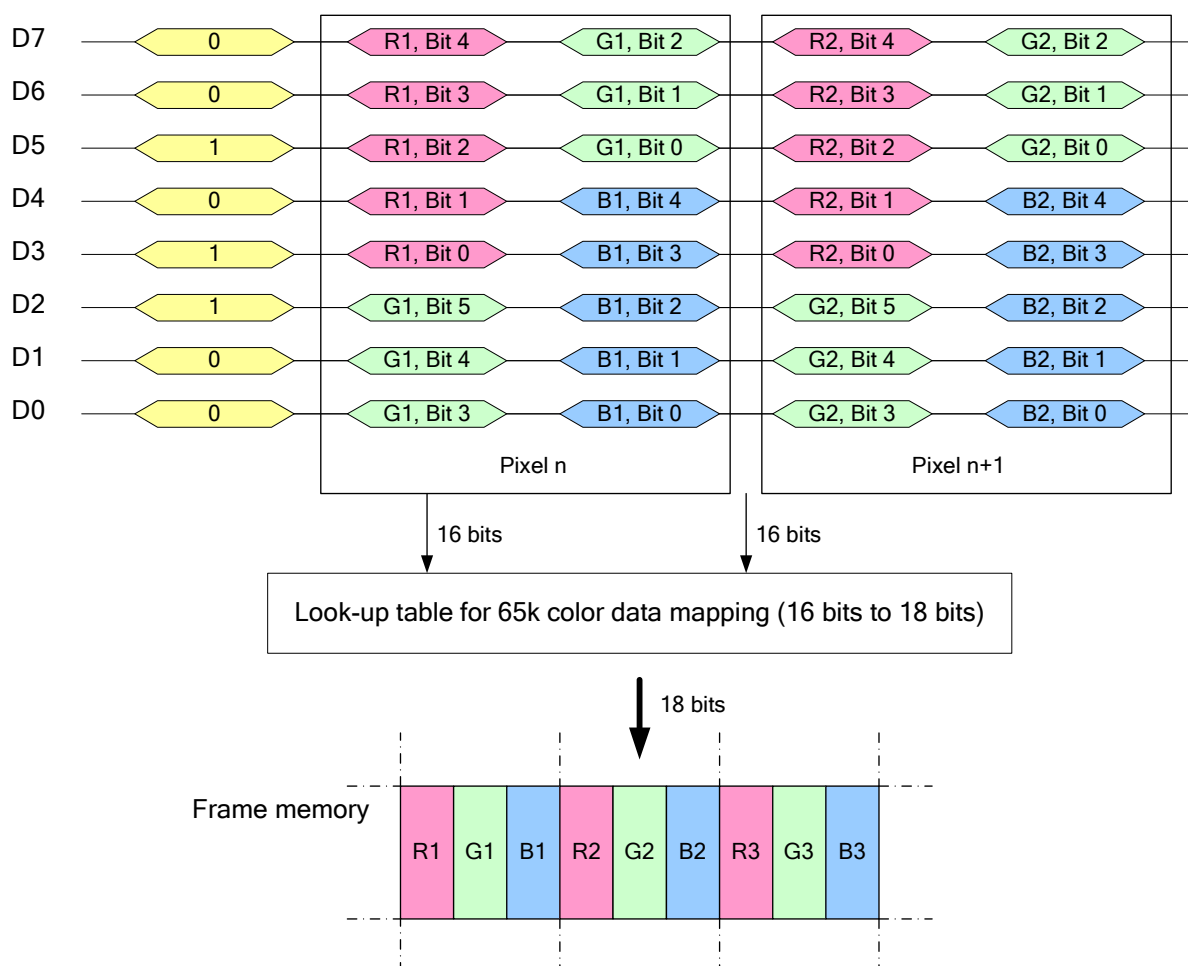 D7 0 R1, Bit 4 G1, Bit 2 R2, Bit 4 G2, Bit 2
D6 0 R1, Bit 3 G1, Bit 1 R2, Bit 3 G2, Bit 1
D5 1 R1, Bit 2 G1, Bit 0 R2, Bit 2 G2, Bit 0
D4 0 R1, Bit 1 B1, Bit 4 R2, Bit 1 B2, Bit 4
D3 1 R1, Bit 0 B1, Bit 3 R2, Bit 0 B2, Bit 3
D2 1 G1, Bit 5 B1, Bit 2 G2, Bit 5 B2, Bit 2
D1 0 G1, Bit 4 B1, Bit 1 G2, Bit 4 B2, Bit 1
D0 0 G1, Bit 3 B1, Bit 0 G2, Bit 3 B2, Bit 0
Pixel n Pixel n+1
16 bits 16 bits
Look-up table for 65k color data mapping (16 bits to 18 bits)
18 bits
Frame memory
R1 G1 B1 R2 G2 B2 R3 G3 B3